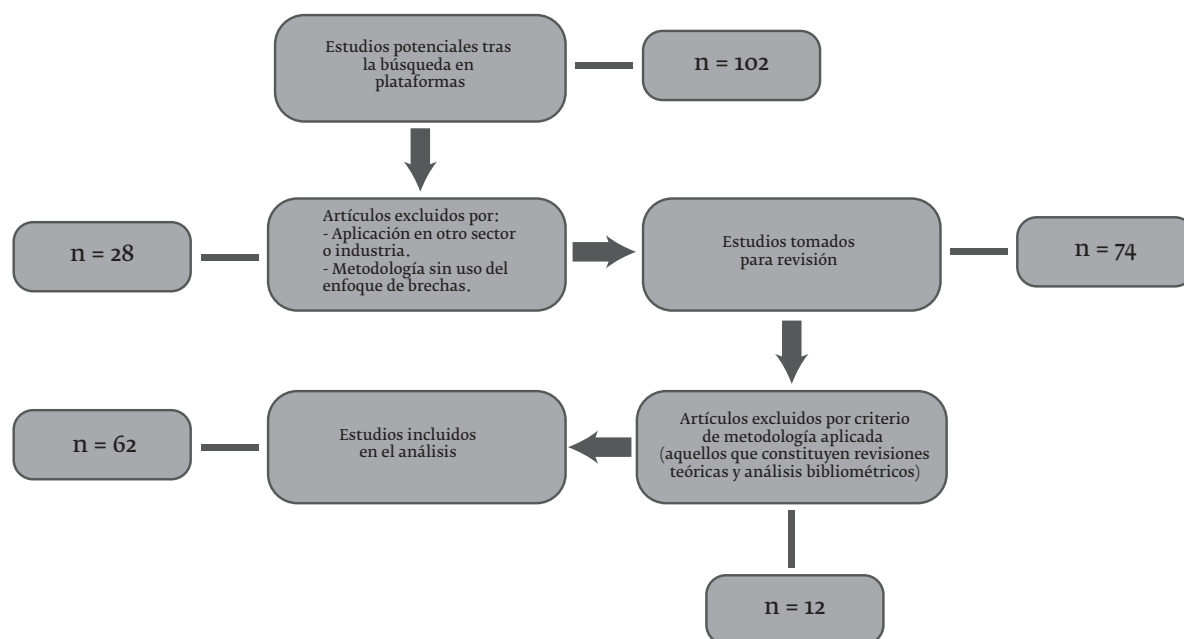 Estudios potenciales tras
la búsqueda en
plataformas
n = 102
Artículos excluidos por:
- Aplicación en otro sector
o industria.
- Metodología sin uso del
enfoque de brechas.
n = 28
Estudios tomados
para revisión
n = 74
Artículos excluidos por criterio
de metodología aplicada
(aquellos que constituyen revisiones
teóricas y análisis bibliométricos)
n = 12
Estudios incluidos
en el análisis
n = 62